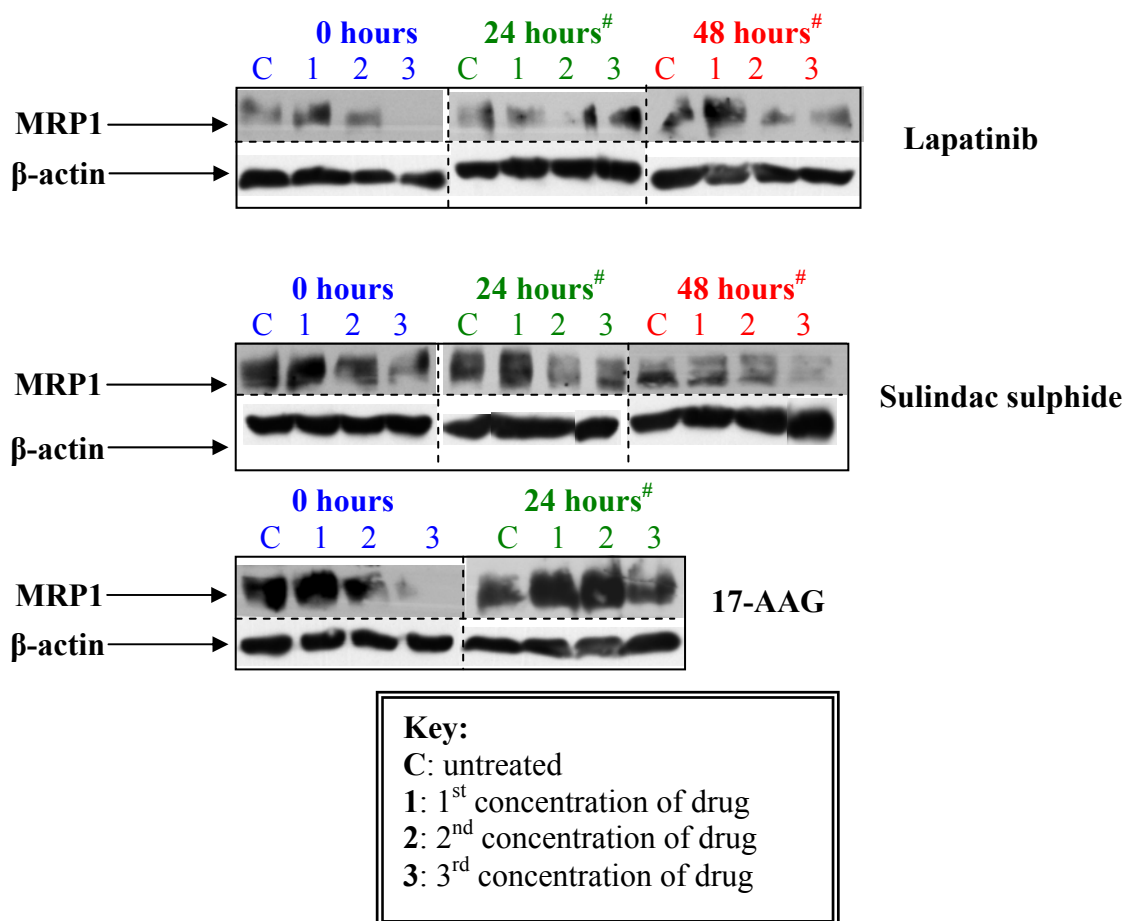 0 hours 24 hours# 48 hours#
C 1 2 3 C 1 2 3 C 1 2 3
MRP1
β-actin
Lapatinib
0 hours 24 hours# 48 hours#
C 1 2 3 C 1 2 3 C 1 2 3
MRP1
β-actin
Sulindac sulphide
0 hours 24 hours#
C 1 2 3 C 1 2 3
MRP1
β-actin
17-AAG
Key:
C: untreated
1: 1st concentration of drug
2: 2nd concentration of drug
3: 3rd concentration of drug